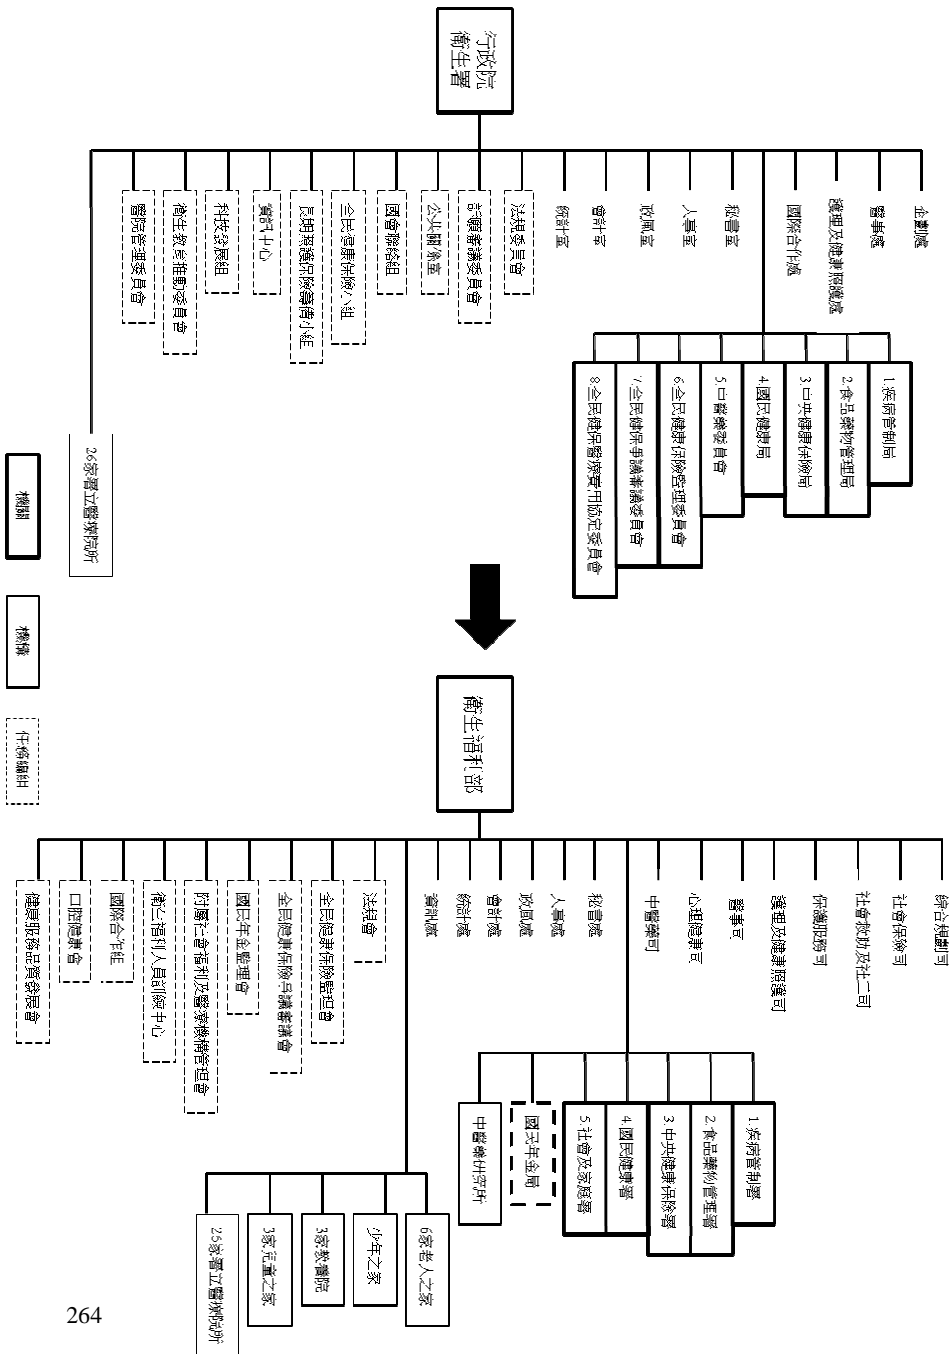 行政院
衛生署
企劃處
醫事處
護理及健康照護處
國際合作處
秘書室
人事室
政風室
會計室
統計室
法規委員會
訴願審議委員會
公共關係室
國會聯絡組
全民健康保險小組
長期照護保險籌備小組
資訊中心
科技發展組
衛生教育推動委員會
醫院管理委員會
26家署立醫療院所
1.疾病管制局
2.食品藥物管理局
3.中央健康保險局
4.國民健康局
5.中醫藥委員會
6.全民健康保險監理委員會
7.全民健保爭議審議委員會
8.全民健保醫療費用協定委員會
機關
機構
任務編組
衛生福利部
綜合規劃司
社會保險司
社會救助及社工司
保護服務司
護理及健康照護司
醫事司
心理健康司
中醫藥司
秘書處
人事處
政風處
會計處
統計處
資訊處
法規會
全民健康保險監理會
全民健康保險爭議審議會
國民年金監理會
附屬社會福利及醫療機構管理會
衛生福利人員訓練中心
國際合作組
口腔健康會
健康服務品質發展會
1.疾病管制署
2.食品藥物管理署
3.中央健康保險署
4.國民健康署
5.社會及家庭署
國民年金局
中醫藥研究所
6家老人之家
少年之家
3家教養院
3家兒童之家
25家署立醫療院所
264